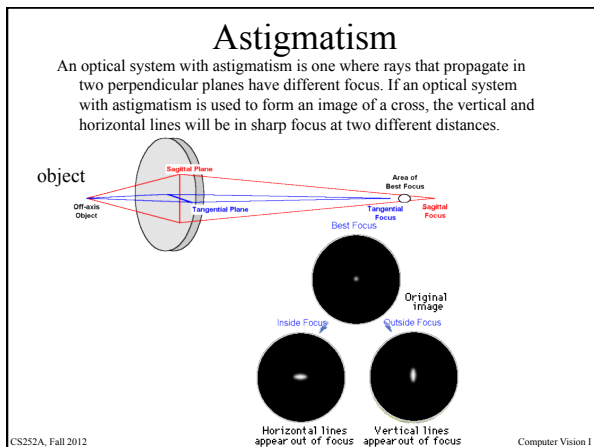 Astigmatism
An optical system with astigmatism is one where rays that propagate in
two perpendicular planes have different focus. If an optical system
with astigmatism is used to form an image of a cross, the vertical and
horizontal lines will be in sharp focus at two different distances.
object
Sagittal Plane
Area of
Best Focus
Off-axis
Object
Tangential Plane
Tangential
Focus
Sagittal
Focus
Best Focus
Original
image
Inside Focus
Outside Focus
Horizontal lines
appear out of focus
Vertical lines
appear out of focus
CS252A, Fall 2012
Computer Vision I